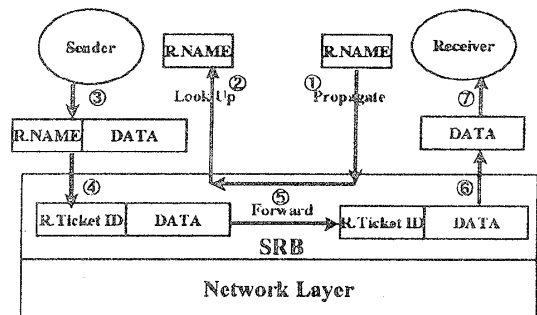 Sender
R.NAME
R.NAME
Receiver
③
②
①
⑦
Look Up
Propagate
R.NAME DATA
DATA
④
⑤
⑥
R.Ticket ID DATA
Forward
R.Ticket ID DATA
SRB
Network Layer